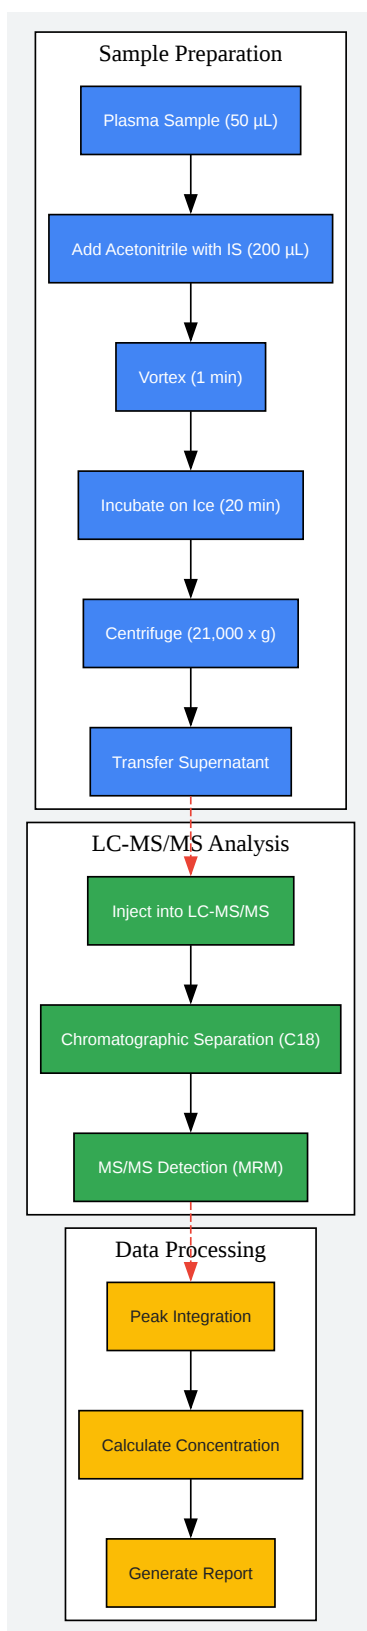 Sample Preparation
Plasma Sample (50 µL)
Add Acetonitrile with IS (200 µL)
Vortex (1 min)
Incubate on Ice (20 min)
Centrifuge (21,000 x g)
Transfer Supernatant
LC-MS/MS Analysis
Inject into LC-MS/MS
Chromatographic Separation (C18)
MS/MS Detection (MRM)
Data Processing
Peak Integration
Calculate Concentration
Generate Report